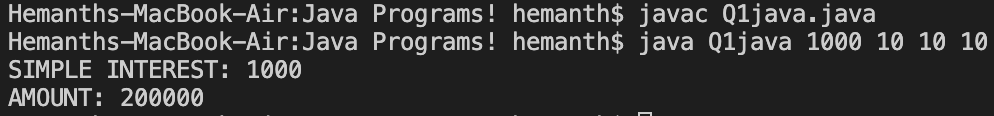 Hemanths-MacBook-Air:Java Programs! hemanth$ javac Q1java.java
Hemanths-MacBook-Air:Java Programs! hemanth$ java Q1java 1000 10 10 10
SIMPLE INTEREST: 1000
AMOUNT: 200000